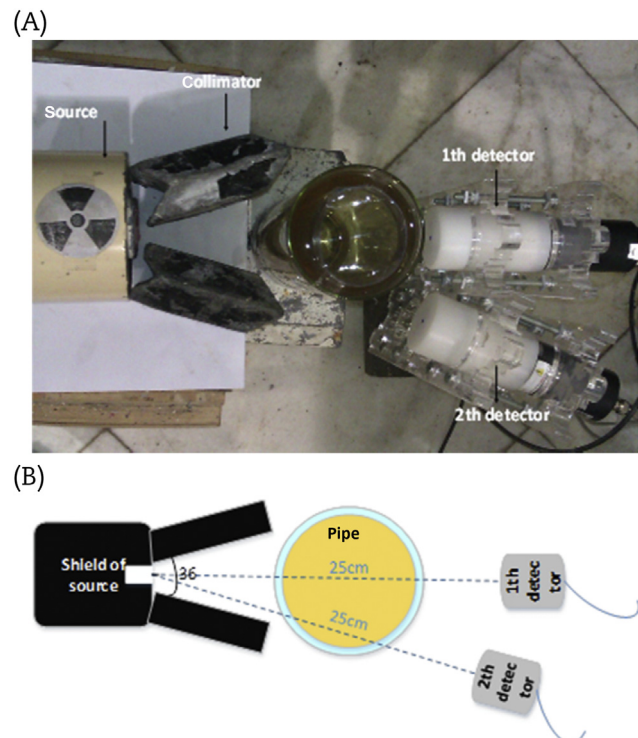 (A)
Collimator
Source
1th detector
2th detector
(B)
Pipe
Shield of
source
36
25cm
25cm
1th
detec
tor
2th
detec
tor